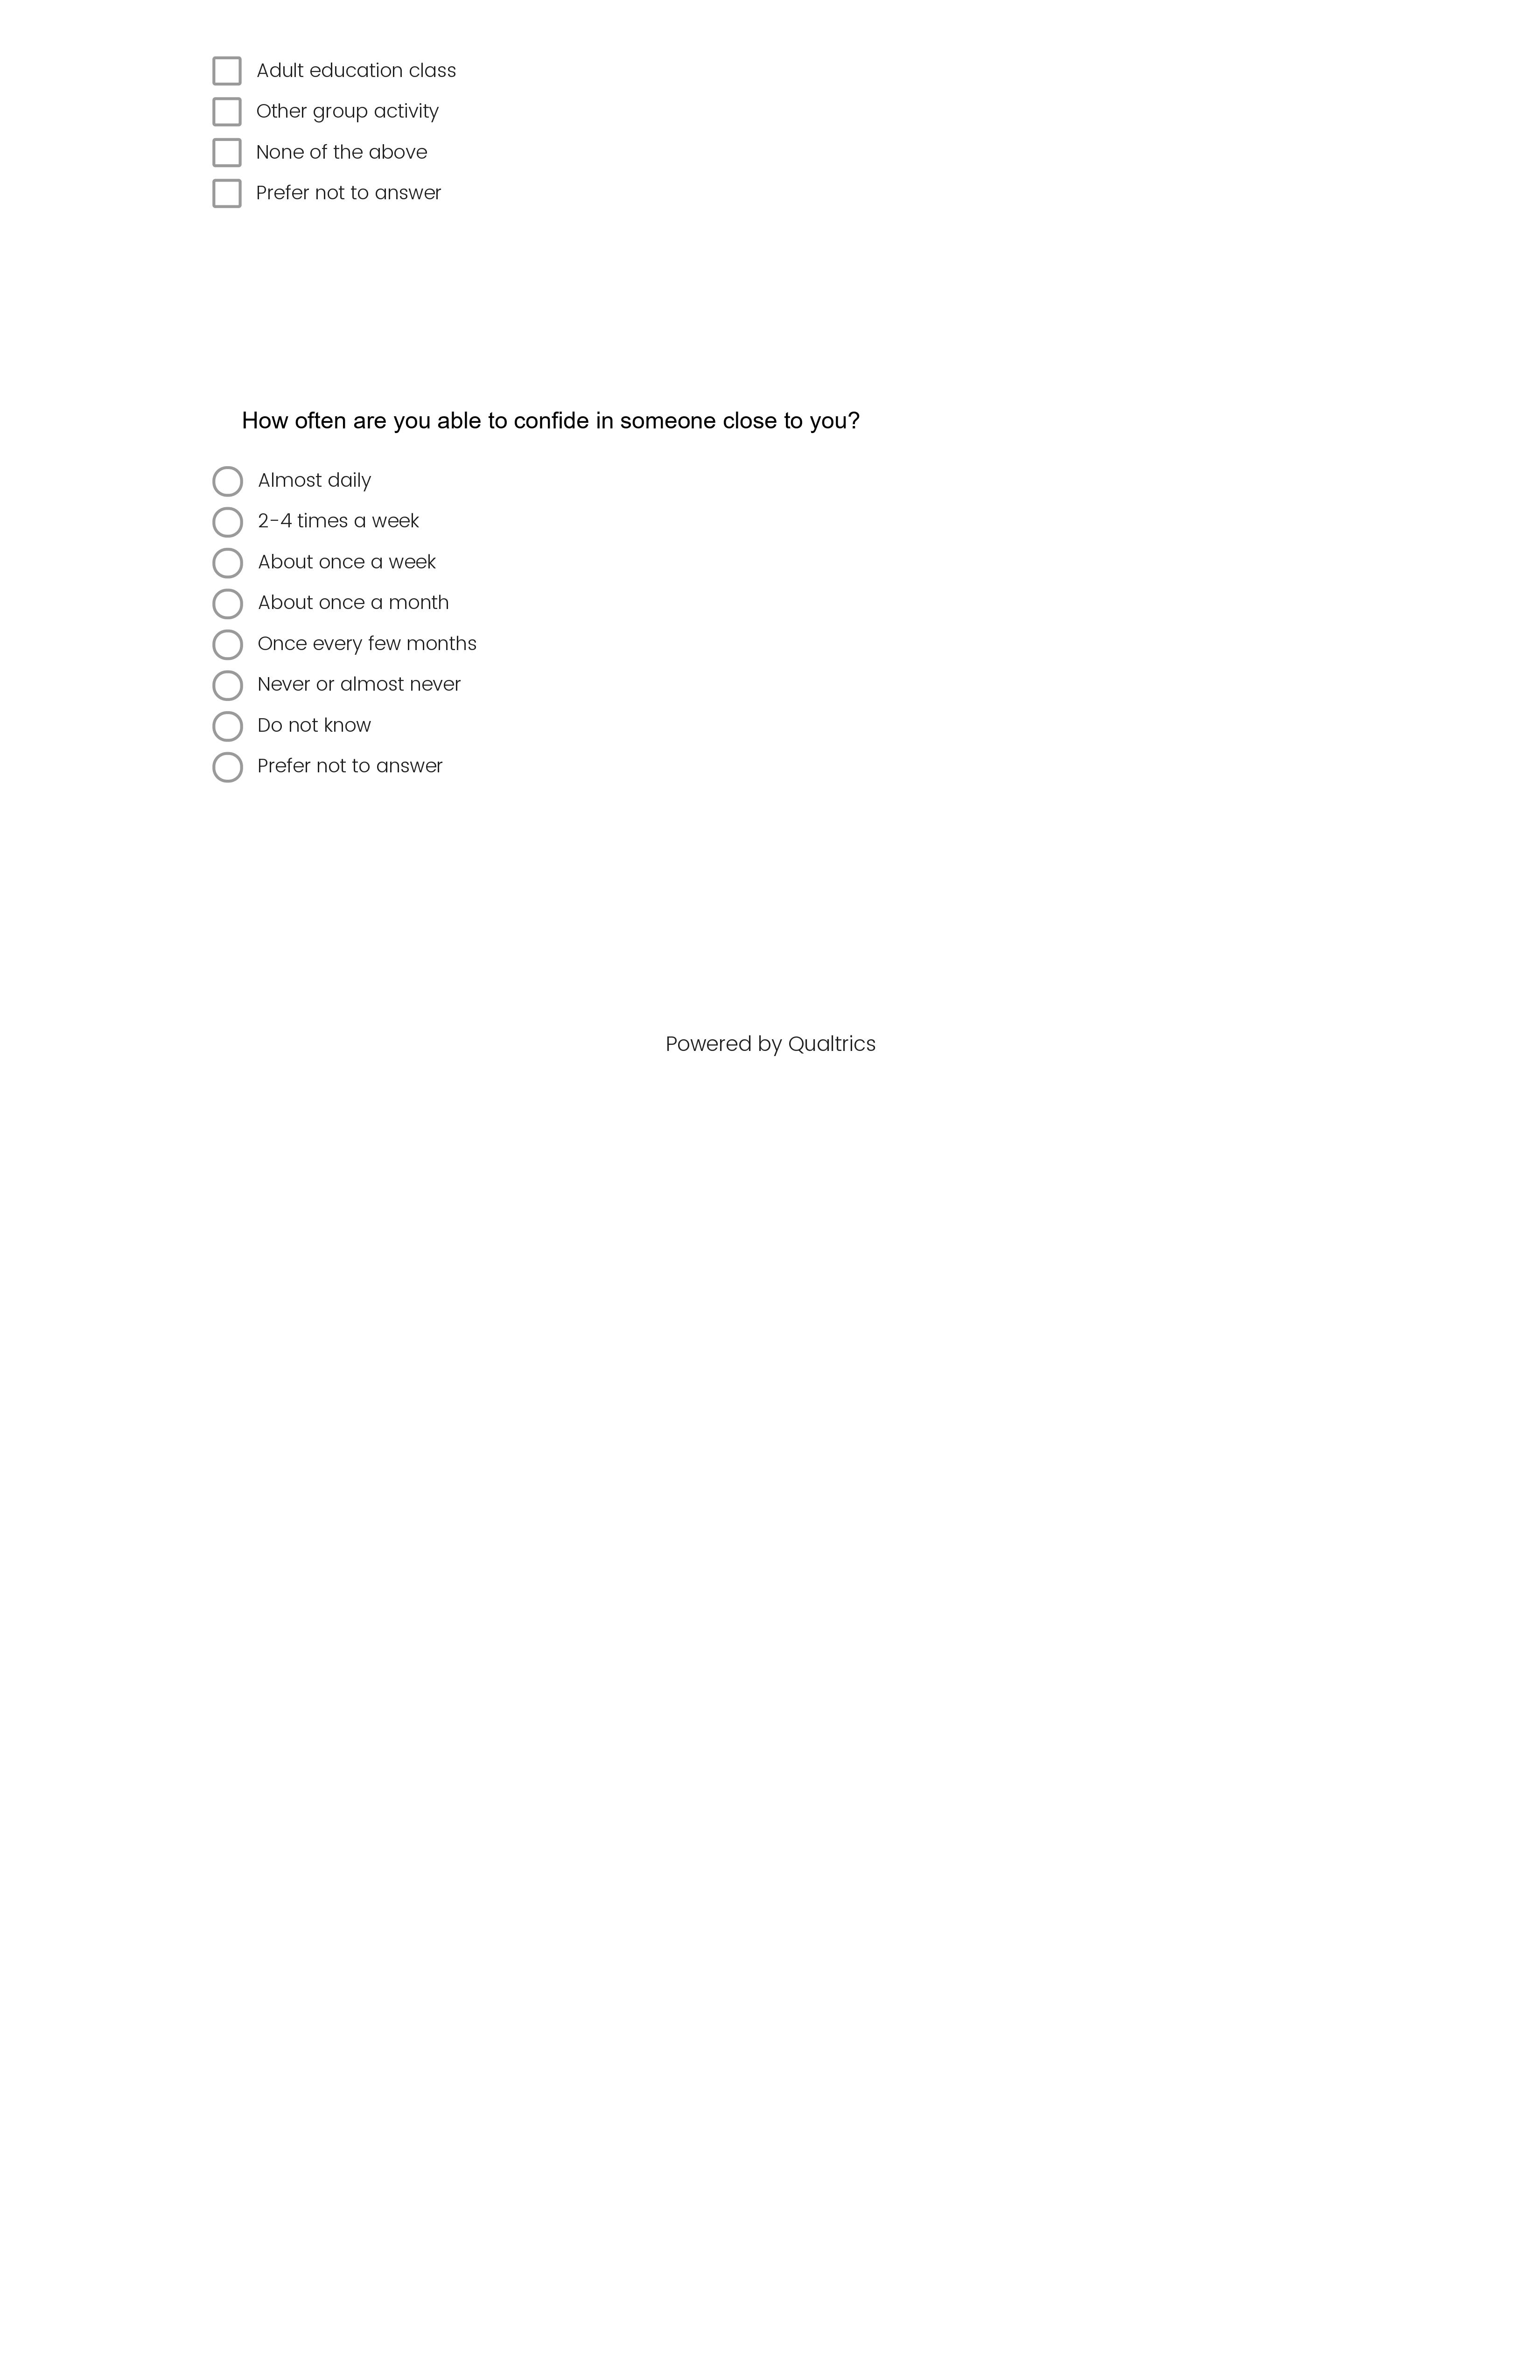 Adult education class
Other group activity
None of the above
Prefer not to answer
How often are you able to confide in someone close to you?
Almost daily
2-4 times a week
About once a week
About once a month
Once every few months
Never or almost never
Do not know
Prefer not to answer
Powered by Qualtrics